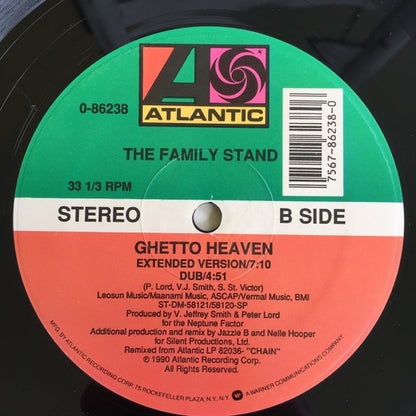 ATLANTIC
0-86238
7567-86238-0
THE FAMILY STAND
33 1/3 RPM
STEREO
B SIDE
GHETTO HEAVEN
EXTENDED VERSION/7:10
DUB/4:51
(P. Lord, V.J. Smith, S. St. Victor)
Leosun Music/Maanami Music, ASCAP/Vermal Music, BMI
ST-DM-58121/58120-SP
Produced by V. Jeffrey Smith & Peter Lord
for the Neptune Factor
Additional production and remix by Jazzie B and Nelle Hooper
for Silent Productions, Ltd.
Remixed from Atlantic LP 82036- "CHAIN"
℗ 1990 Atlantic Recording Corp.
All Rights Reserved.
MFG. BY ATLANTIC RECORDING CORP. 75 ROCKEFELLER PLAZA, N.Y., N.Y. A WARNER COMMUNICATIONS COMPANY